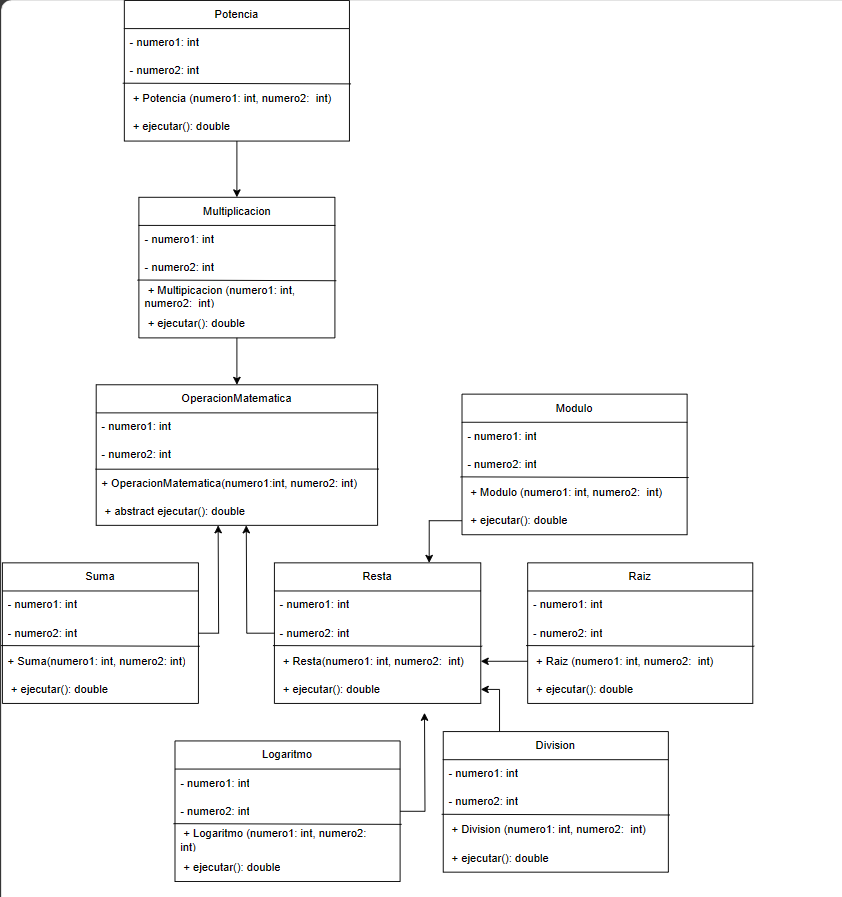 Potencia
- numero1: int
- numero2: int
+ Potencia (numero1: int, numero2: int)
+ ejecutar(): double
Multiplicacion
- numero1: int
- numero2: int
+ Multipicacion (numero1: int,
numero2: int)
+ ejecutar(): double
OperacionMatematica
- numero1: int
- numero2: int
+ OperacionMatematica(numero1:int, numero2: int)
+ abstract ejecutar(): double
Modulo
- numero1: int
- numero2: int
+ Modulo (numero1: int, numero2: int)
+ ejecutar(): double
Suma
- numero1: int
- numero2: int
+ Suma(numero1: int, numero2: int)
+ ejecutar(): double
Resta
- numero1: int
- numero2: int
+ Resta(numero1: int, numero2: int)
+ ejecutar(): double
Raiz
- numero1: int
- numero2: int
+ Raiz (numero1: int, numero2: int)
+ ejecutar(): double
Logaritmo
- numero1: int
- numero2: int
+ Logaritmo (numero1: int, numero2:
int)
+ ejecutar(): double
Division
- numero1: int
- numero2: int
+ Division (numero1: int, numero2: int)
+ ejecutar(): double